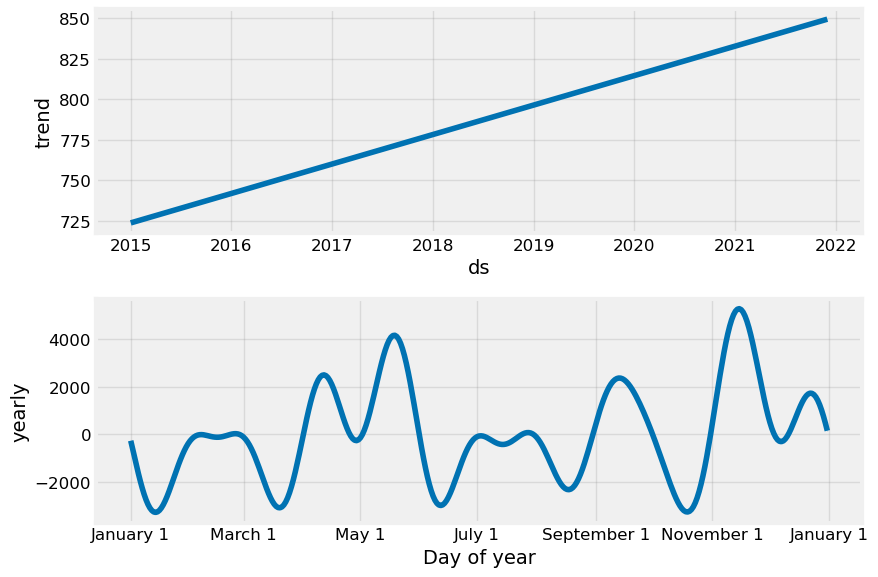 850
825
800
775
750
725
trend
2015 2016 2017 2018 2019 2020 2021 2022
ds
4000
2000
0
−2000
yearly
January 1 March 1 May 1 July 1 September 1 November 1 January 1
Day of year